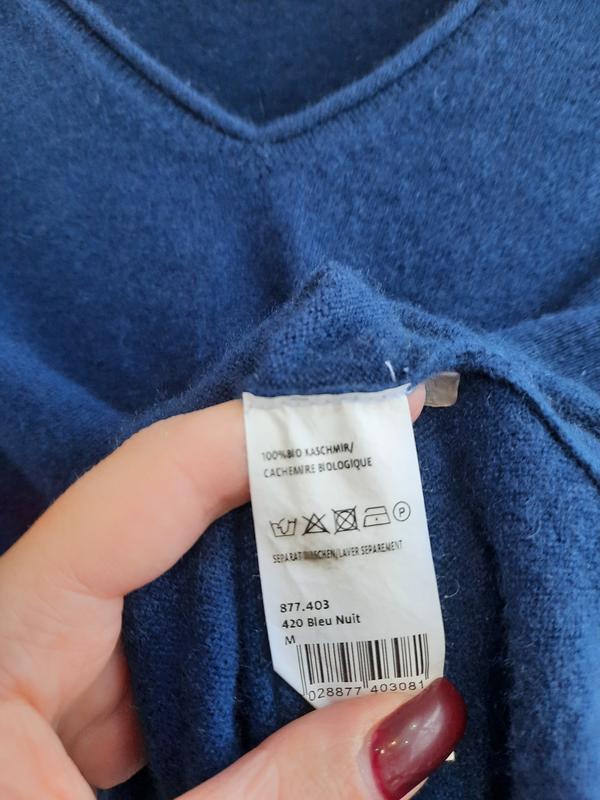 100%BIO KASCHMIR/
CACHEMIRE BIOLOGIQUE
P
SEPARAT WASCHEN/LAVER SEPAREMENT
877.403
420 Bleu Nuit
M
028877 403081